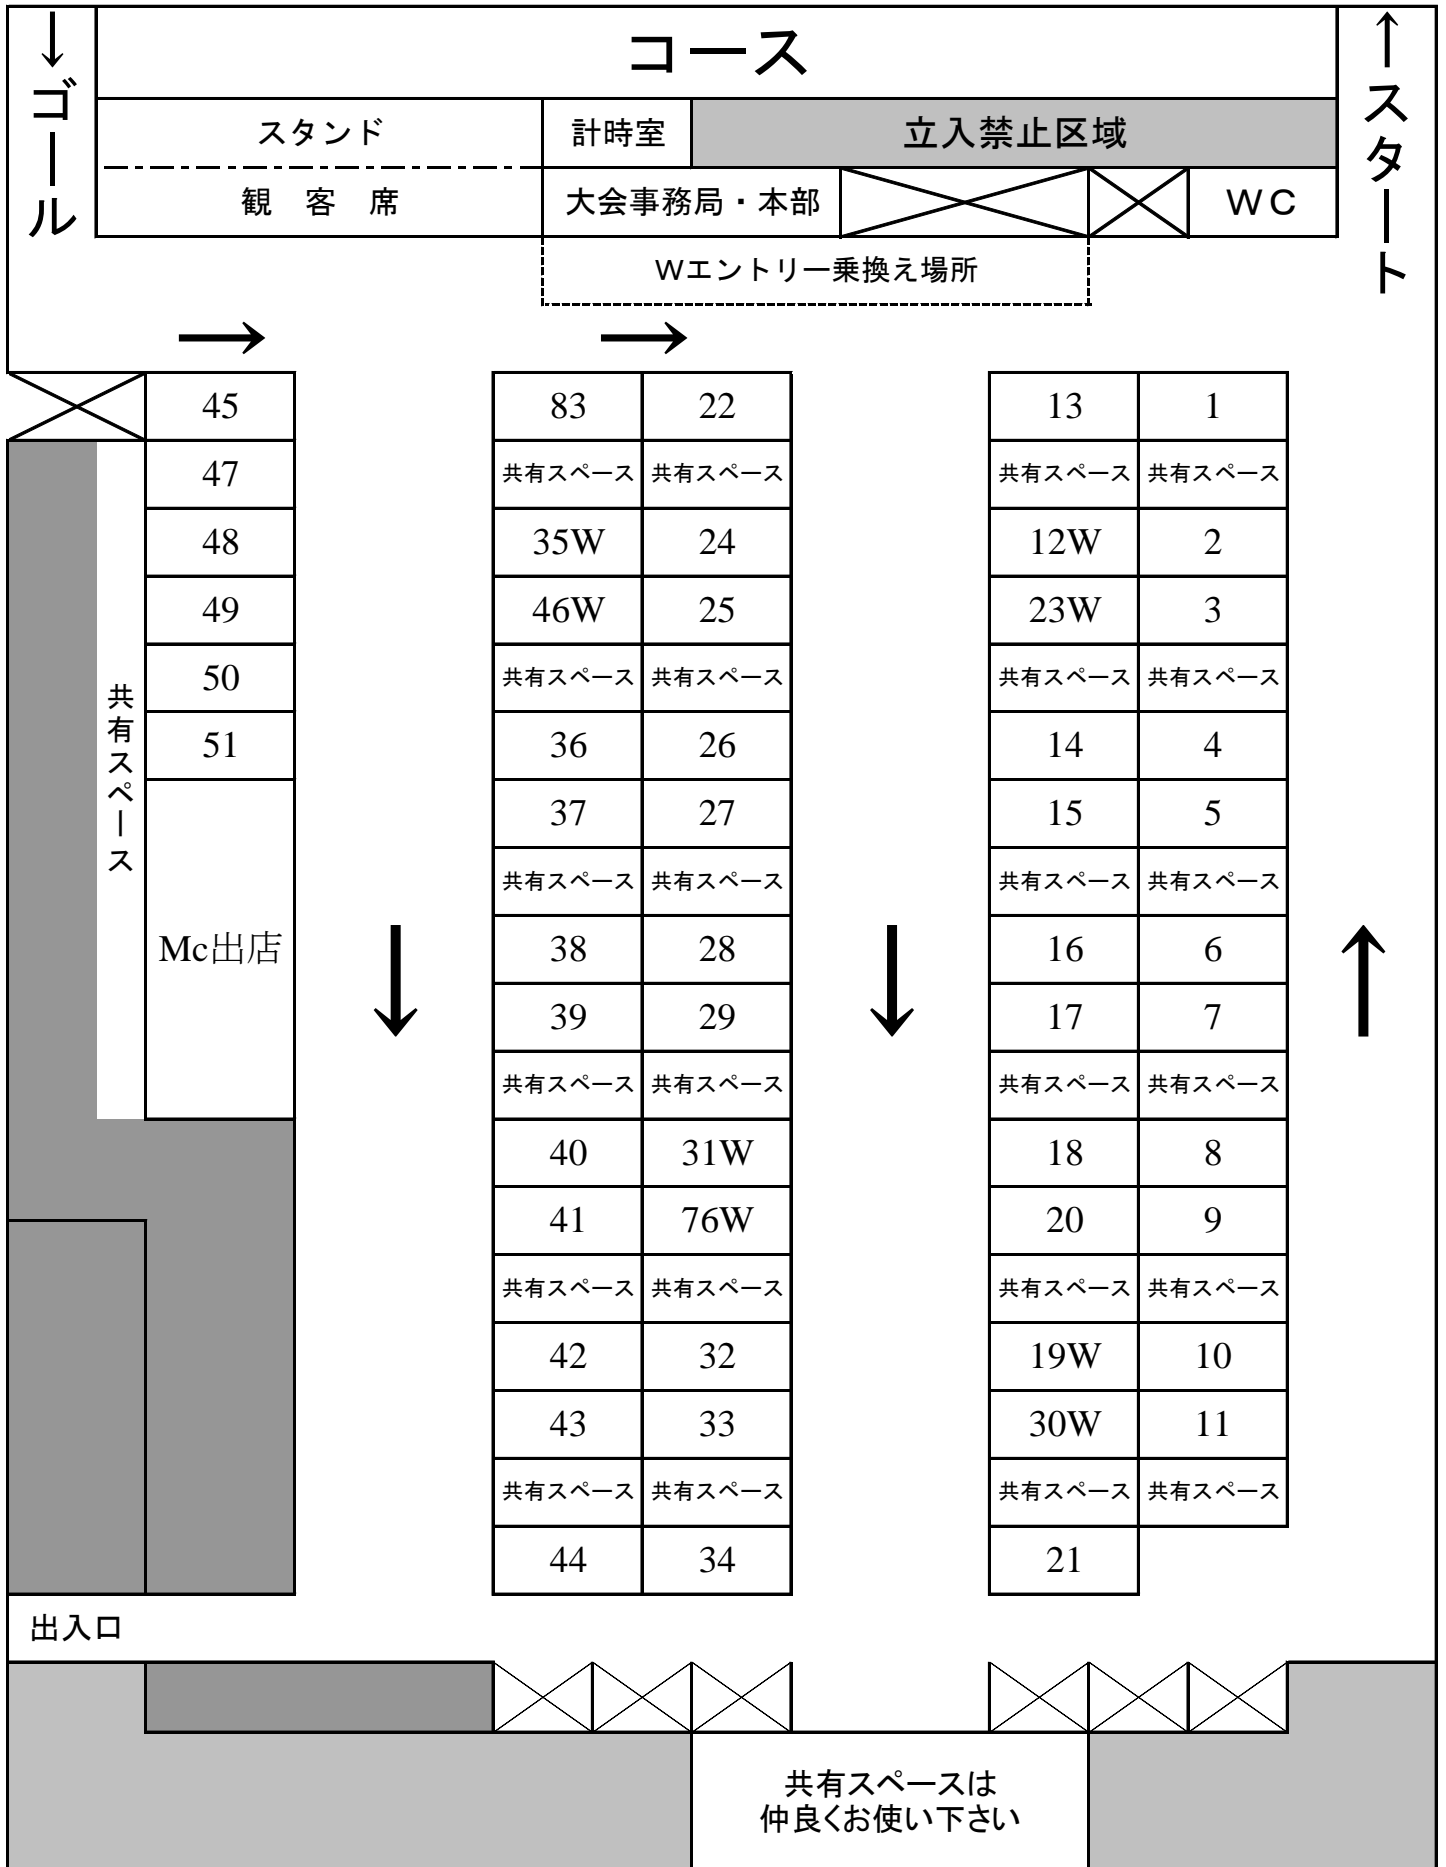 コース
↓ゴール
↑スタート
スタンド 計時室 立入禁止区域
観 客 席 大会事務局・本部 ＷＣ
Wエントリー乗換え場所
→ →
45 83 22 13 1
47 共有スペース 共有スペース 共有スペース 共有スペース
48 35W 24 12W 2
49 46W 25 23W 3
50 共有スペース 共有スペース 共有スペース 共有スペース
51 36 26 14 4
共有スペース
37 27 15 5
共有スペース 共有スペース 共有スペース 共有スペース
Mc出店 38 28 16 6
↓ ↓ ↑
39 29 17 7
共有スペース 共有スペース 共有スペース 共有スペース
40 31W 18 8
41 76W 20 9
共有スペース 共有スペース 共有スペース 共有スペース
42 32 19W 10
43 33 30W 11
共有スペース 共有スペース 共有スペース 共有スペース
44 34 21
出入口
共有スペースは
仲良くお使い下さい